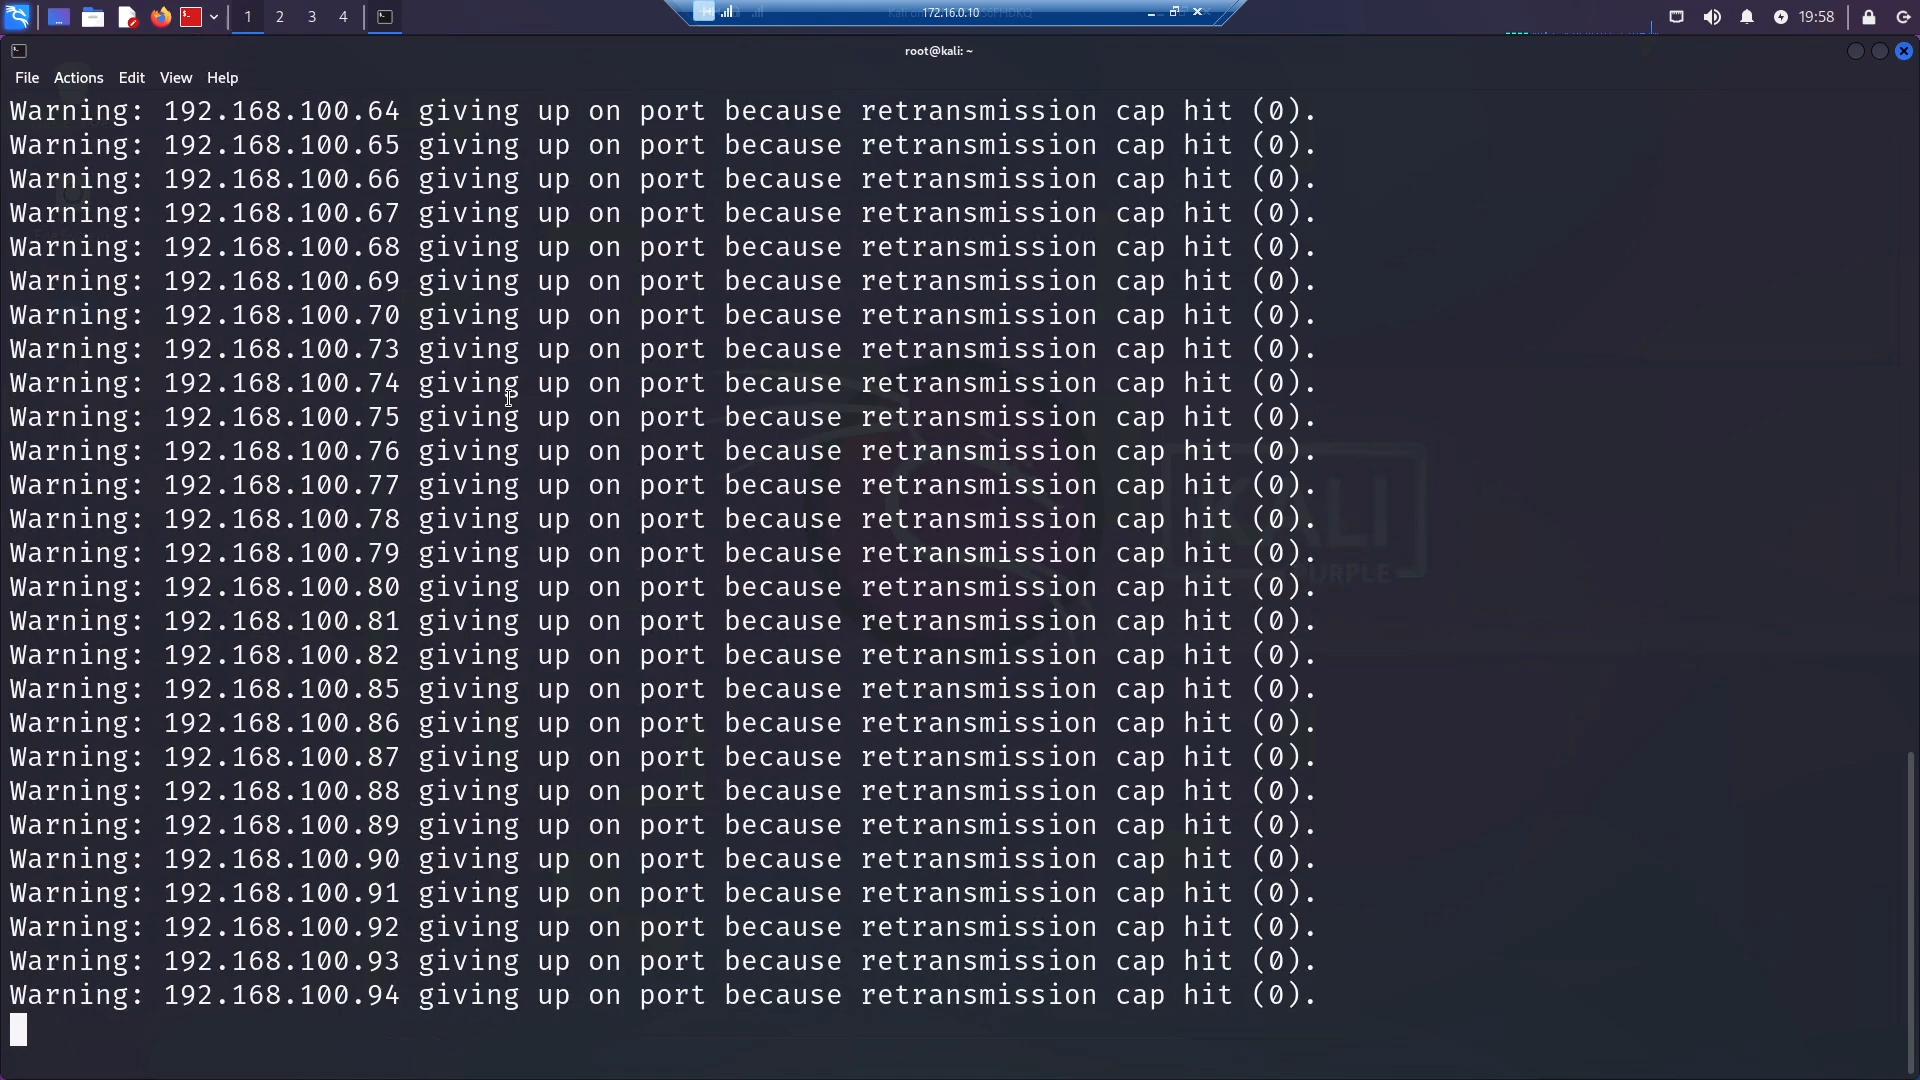 1 2 3 4
172.16.0.10
19:58
root@kali: ~
File Actions Edit View Help
Warning: 192.168.100.64 giving up on port because retransmission cap hit (0).
Warning: 192.168.100.65 giving up on port because retransmission cap hit (0).
Warning: 192.168.100.66 giving up on port because retransmission cap hit (0).
Warning: 192.168.100.67 giving up on port because retransmission cap hit (0).
Warning: 192.168.100.68 giving up on port because retransmission cap hit (0).
Warning: 192.168.100.69 giving up on port because retransmission cap hit (0).
Warning: 192.168.100.70 giving up on port because retransmission cap hit (0).
Warning: 192.168.100.73 giving up on port because retransmission cap hit (0).
Warning: 192.168.100.74 giving up on port because retransmission cap hit (0).
Warning: 192.168.100.75 giving up on port because retransmission cap hit (0).
Warning: 192.168.100.76 giving up on port because retransmission cap hit (0).
Warning: 192.168.100.77 giving up on port because retransmission cap hit (0).
Warning: 192.168.100.78 giving up on port because retransmission cap hit (0).
Warning: 192.168.100.79 giving up on port because retransmission cap hit (0).
Warning: 192.168.100.80 giving up on port because retransmission cap hit (0).
Warning: 192.168.100.81 giving up on port because retransmission cap hit (0).
Warning: 192.168.100.82 giving up on port because retransmission cap hit (0).
Warning: 192.168.100.85 giving up on port because retransmission cap hit (0).
Warning: 192.168.100.86 giving up on port because retransmission cap hit (0).
Warning: 192.168.100.87 giving up on port because retransmission cap hit (0).
Warning: 192.168.100.88 giving up on port because retransmission cap hit (0).
Warning: 192.168.100.89 giving up on port because retransmission cap hit (0).
Warning: 192.168.100.90 giving up on port because retransmission cap hit (0).
Warning: 192.168.100.91 giving up on port because retransmission cap hit (0).
Warning: 192.168.100.92 giving up on port because retransmission cap hit (0).
Warning: 192.168.100.93 giving up on port because retransmission cap hit (0).
Warning: 192.168.100.94 giving up on port because retransmission cap hit (0).
KALI
PURPLE